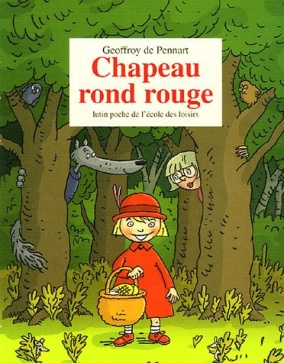 Geoffroy de Pennart
Chapeau
rond rouge
lutin poche de l'école des loisirs